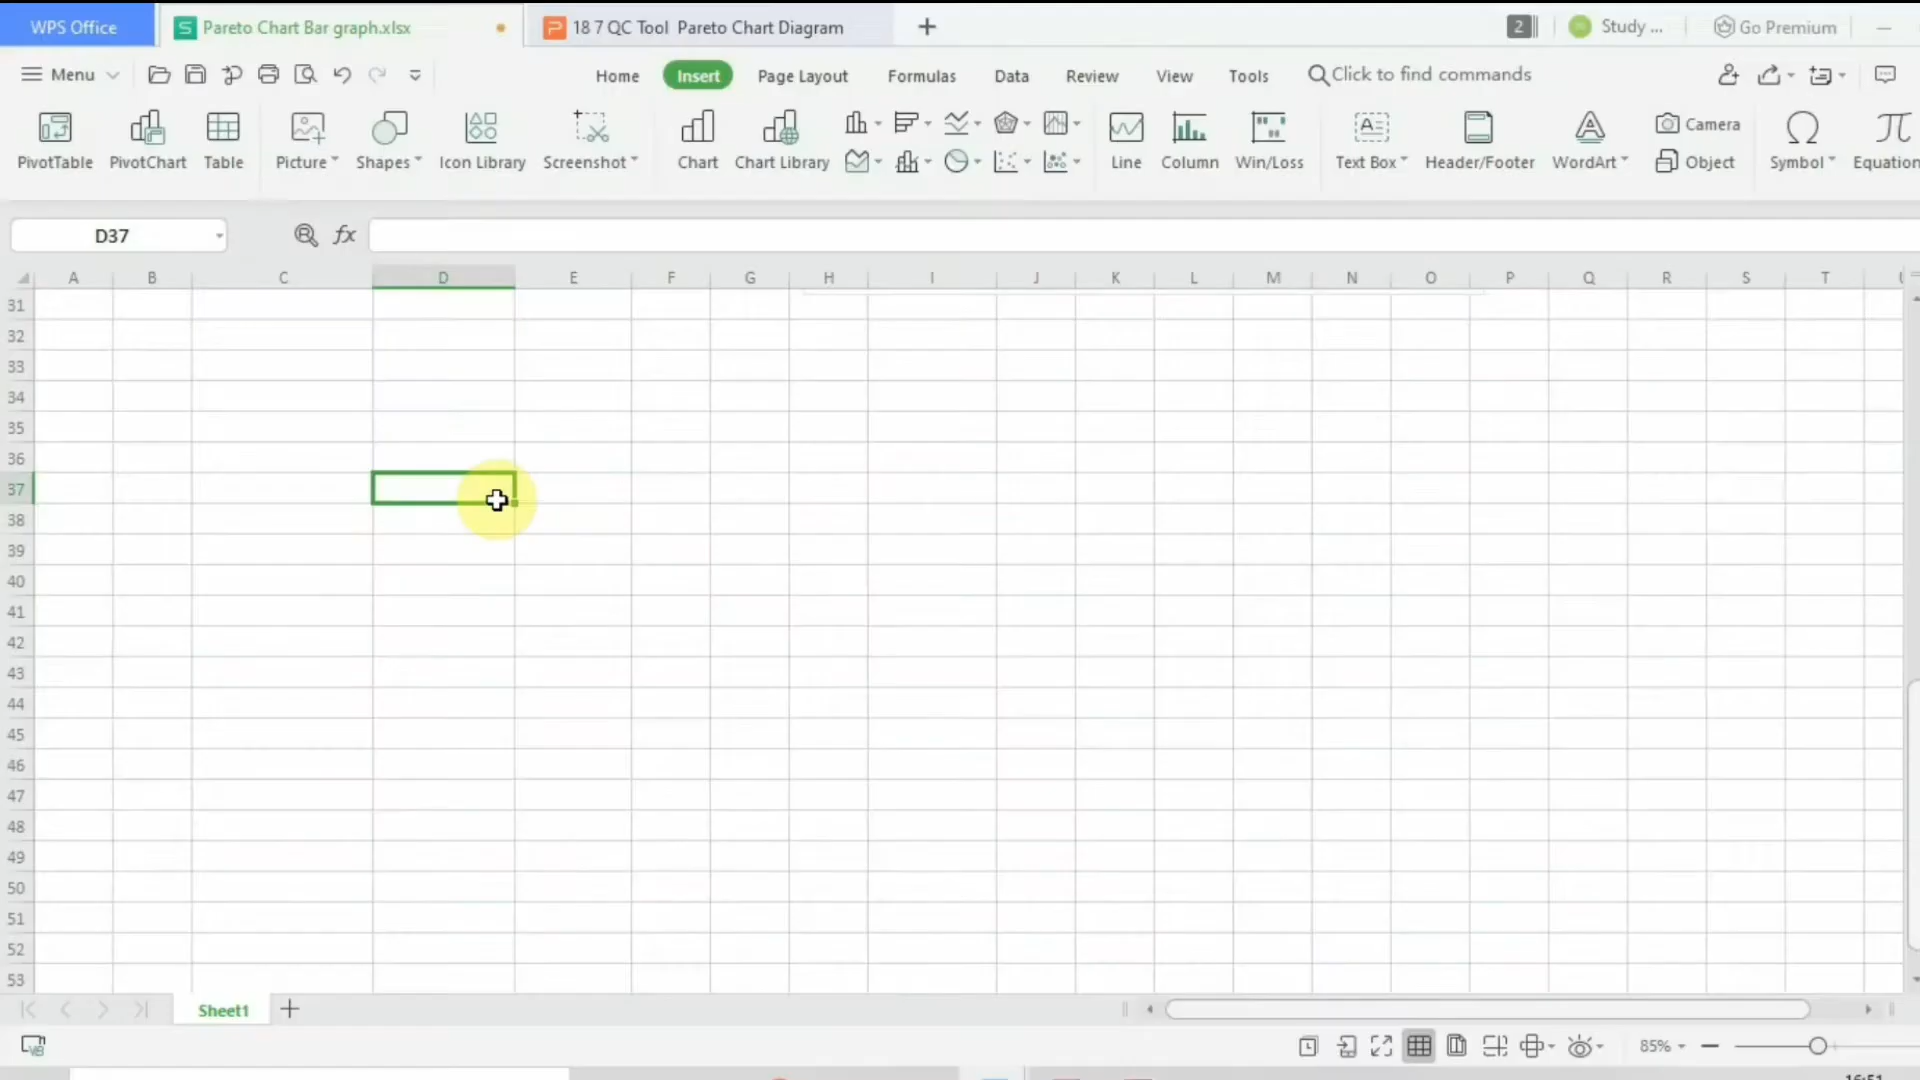 WPS Office
Pareto Chart Bar graph.xlsx
18 7 QC Tool Pareto Chart Diagram
2
Study ...
Go Premium
Menu
Home
Insert
Page Layout
Formulas
Data
Review
View
Tools
Click to find commands
PivotTable
PivotChart
Table
Picture
Shapes
Icon Library
Screenshot
Chart
Chart Library
Line
Column
Win/Loss
Text Box
Header/Footer
WordArt
Camera
Object
Symbol
Equation
D37
fx
A B C D E F G H I J K L M N O P Q R S T
31
32
33
34
35
36
37
38
39
40
41
42
43
44
45
46
47
48
49
50
51
52
53
Sheet1
85%